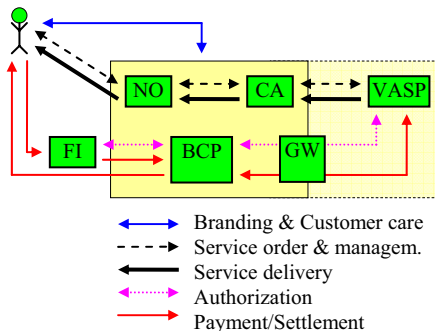 NO CA VASP
FI BCP GW
Branding & Customer care
Service order & managem.
Service delivery
Authorization
Payment/Settlement